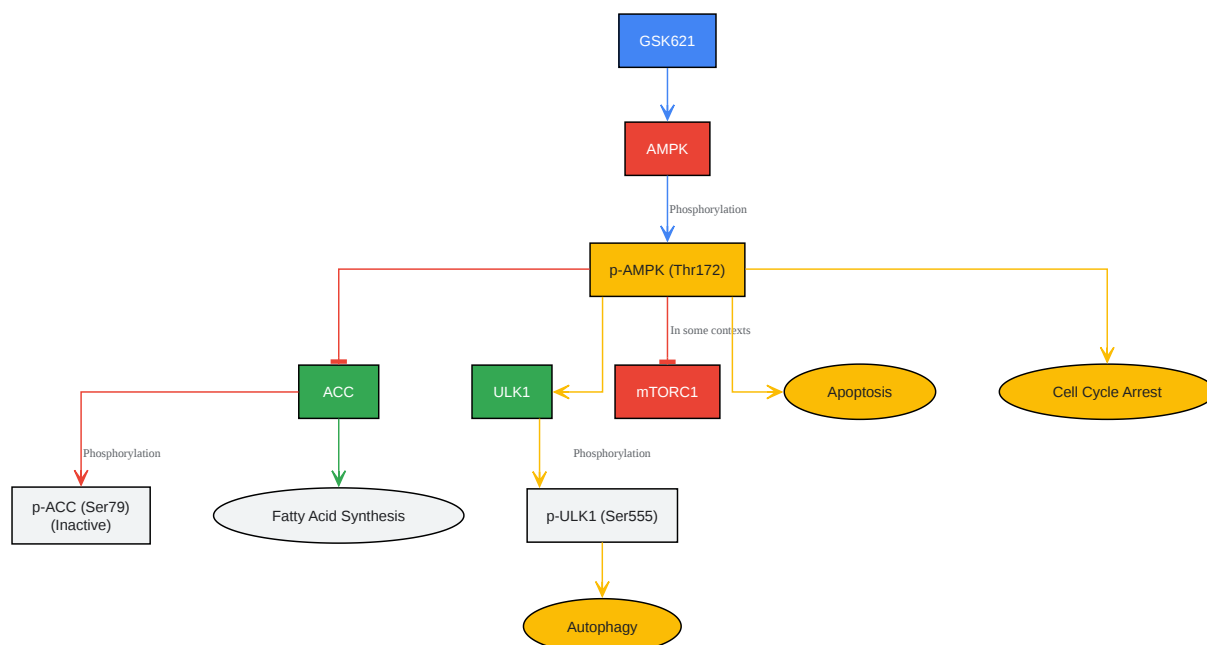 GSK621
AMPK
Phosphorylation
p-AMPK (Thr172)
In some contexts
ACC
ULK1
mTORC1
Apoptosis
Cell Cycle Arrest
Phosphorylation
Phosphorylation
p-ACC (Ser79)
(Inactive)
Fatty Acid Synthesis
p-ULK1 (Ser555)
Autophagy